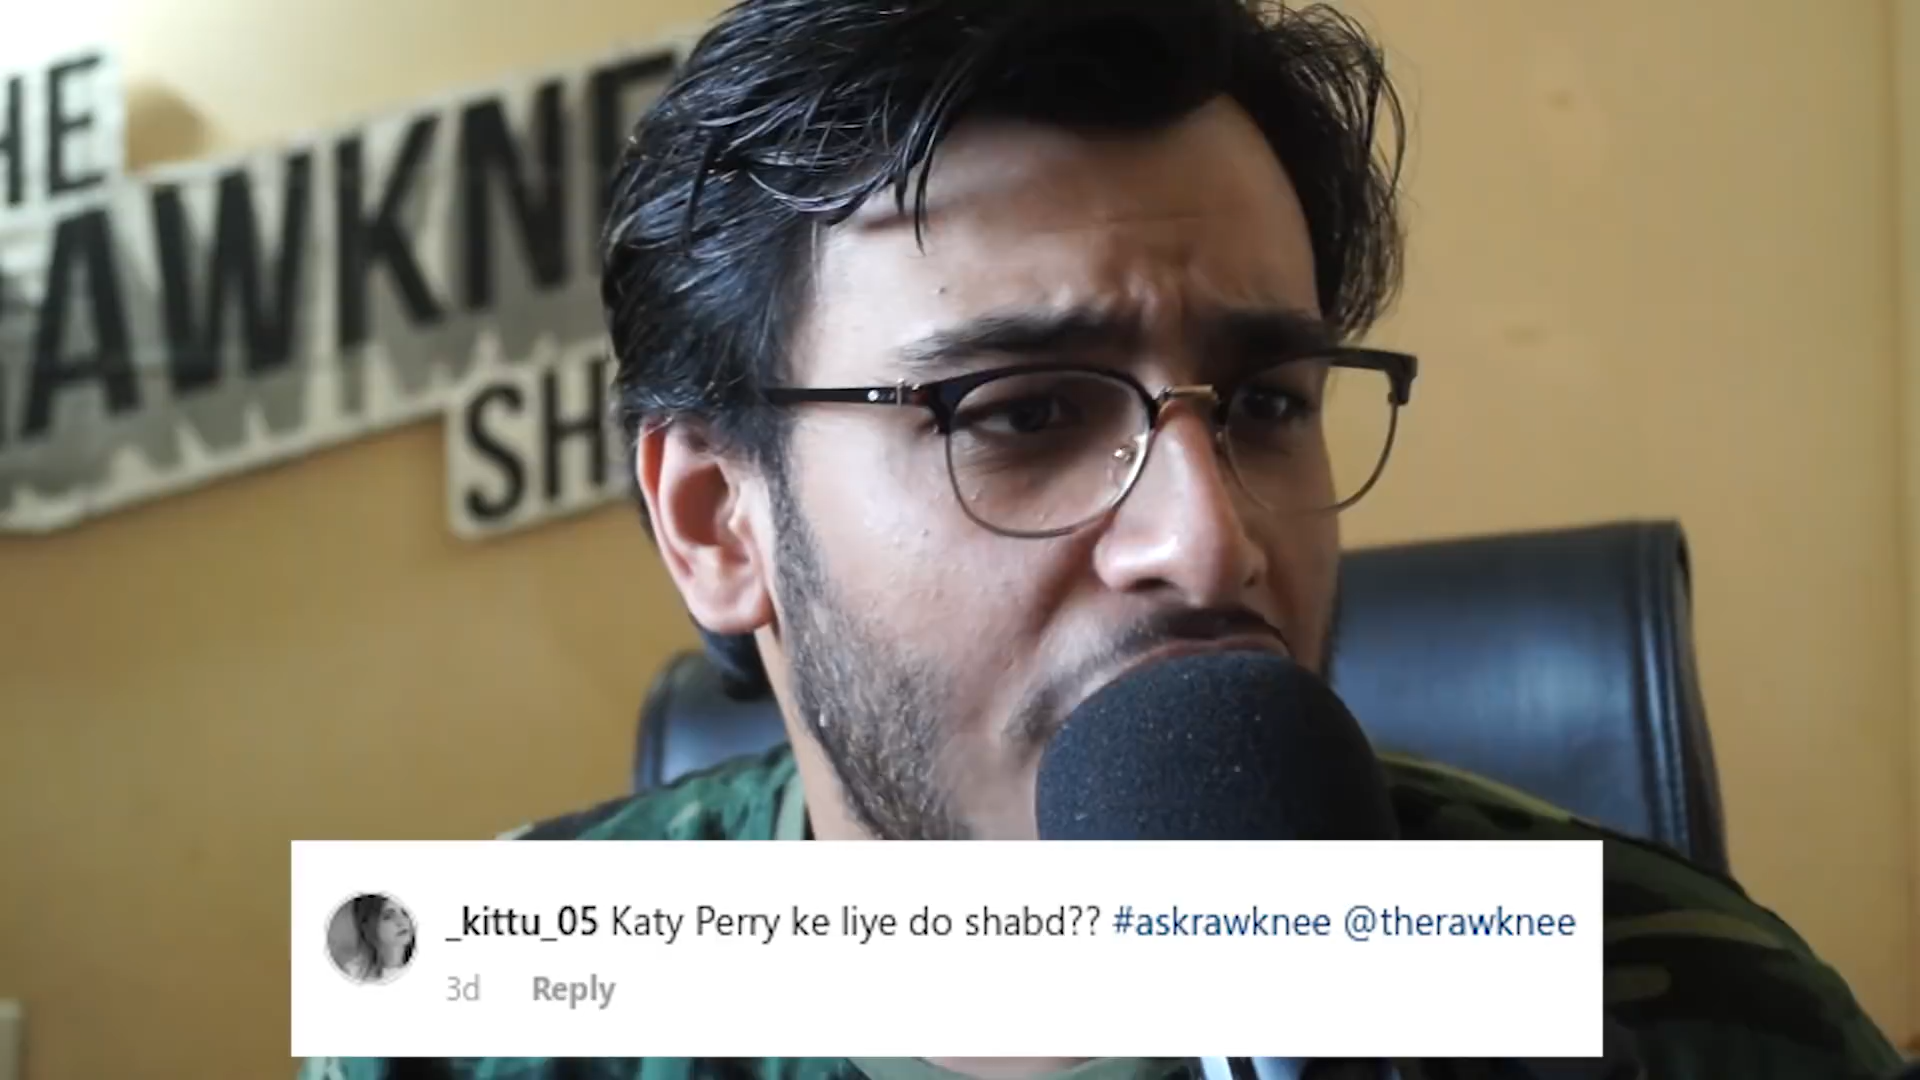 HE
AWKNE
SH
_kittu_05 Katy Perry ke liye do shabd?? #askrawknee @therawknee
3d Reply